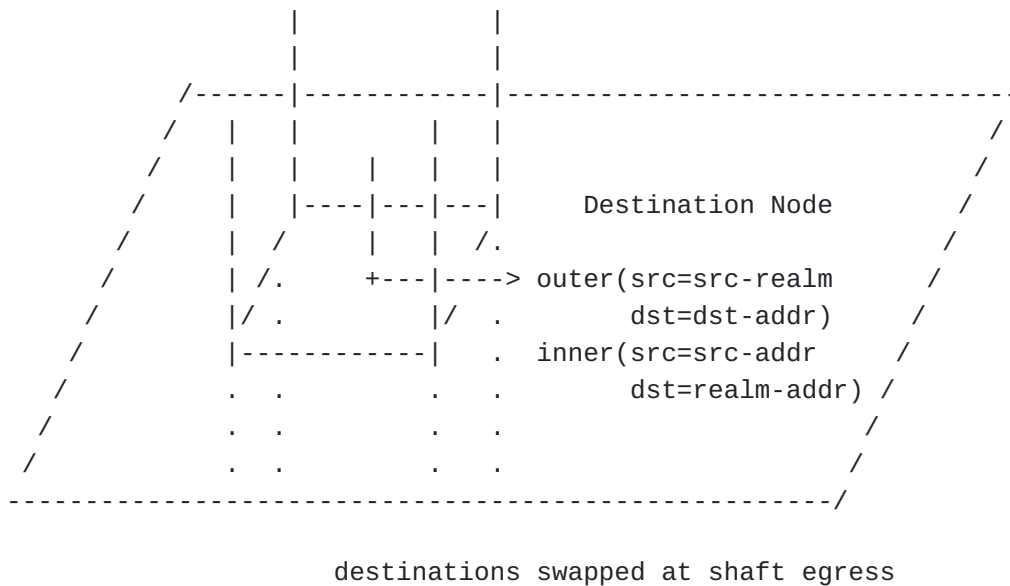 Destination Node
outer(src=src-realm
dst=dst-addr)
inner(src=src-addr
dst=realm-addr)
destinations swapped at shaft egress